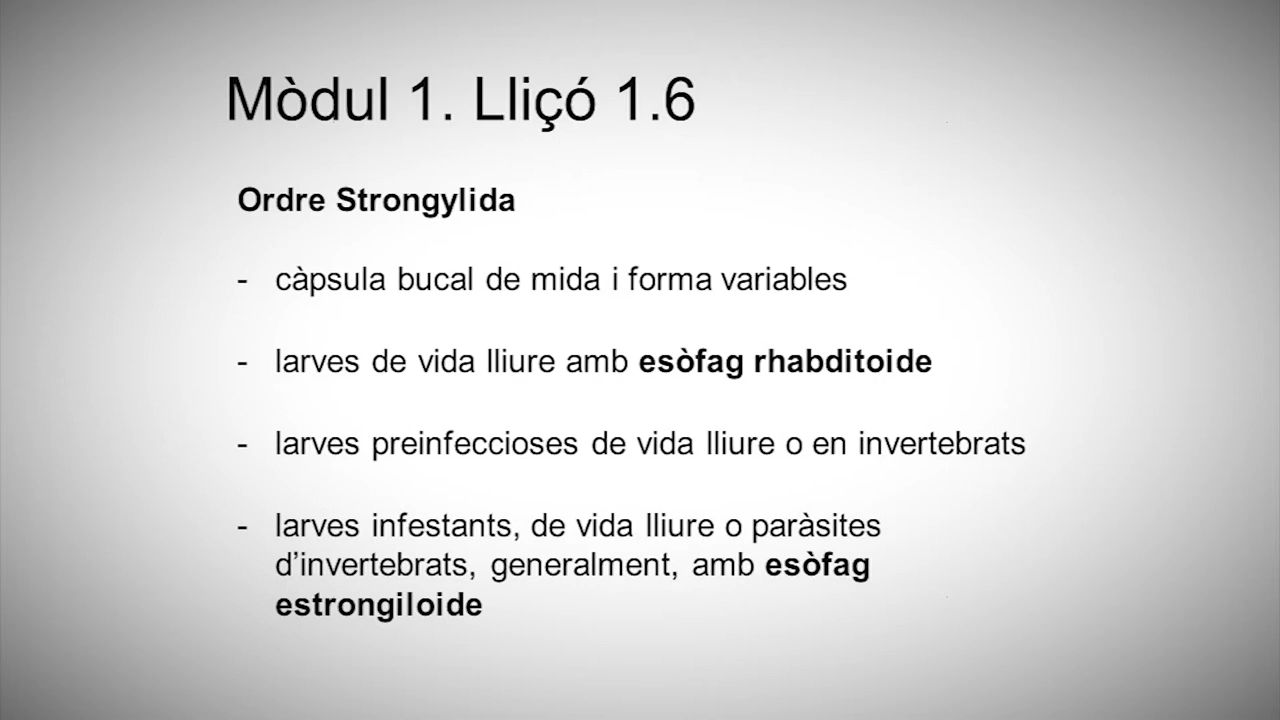 Mòdul 1. Lliçó 1.6
Ordre Strongylida
- càpsula bucal de mida i forma variables
- larves de vida lliure amb esòfag rhabditoide
- larves preinfeccioses de vida lliure o en invertebrats
- larves infestants, de vida lliure o paràsites
d’invertebrats, generalment, amb esòfag
estrongiloide